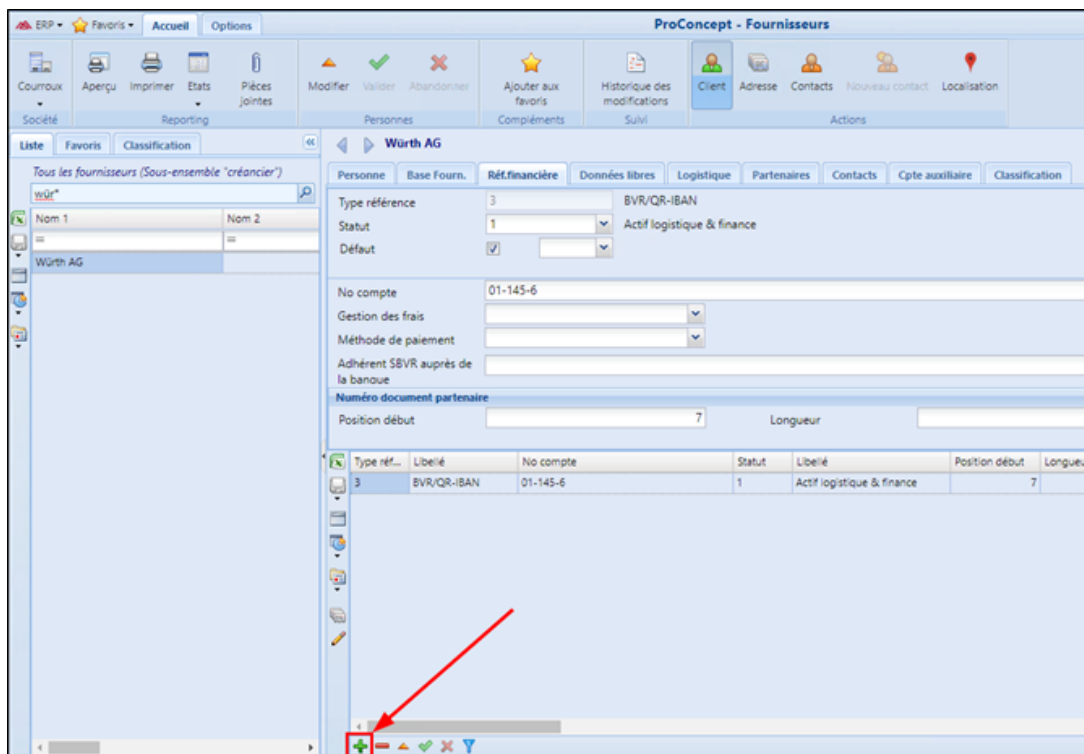 ERP Favoris Accueil Options ProConcept - Fournisseurs
Courroux Aperçu Imprimer Etats Pièces jointes Modifier Valider Abandonner Ajouter aux favoris Historique des modifications Client Adresse Contacts Nouveau contact Localisation
Société Reporting Personnes Compléments Suivi Actions
Liste Favoris Classification
Tous les fournisseurs (Sous-ensemble "créancier")
wür*
Nom 1 Nom 2
= =
Würth AG
Würth AG
Personne Base Fourn. Réf.financière Données libres Logistique Partenaires Contacts Cpte auxiliaire Classification
Type référence 3 BVR/QR-IBAN
Statut 1 Actif logistique & finance
Défaut
No compte 01-145-6
Gestion des frais
Méthode de paiement
Adhérent SBVR auprès de
la banque
Numéro document partenaire
Position début 7 Longueur
Type réf... Libellé No compte Statut Libellé Position début Longueu
3 BVR/QR-IBAN 01-145-6 1 Actif logistique & finance 7